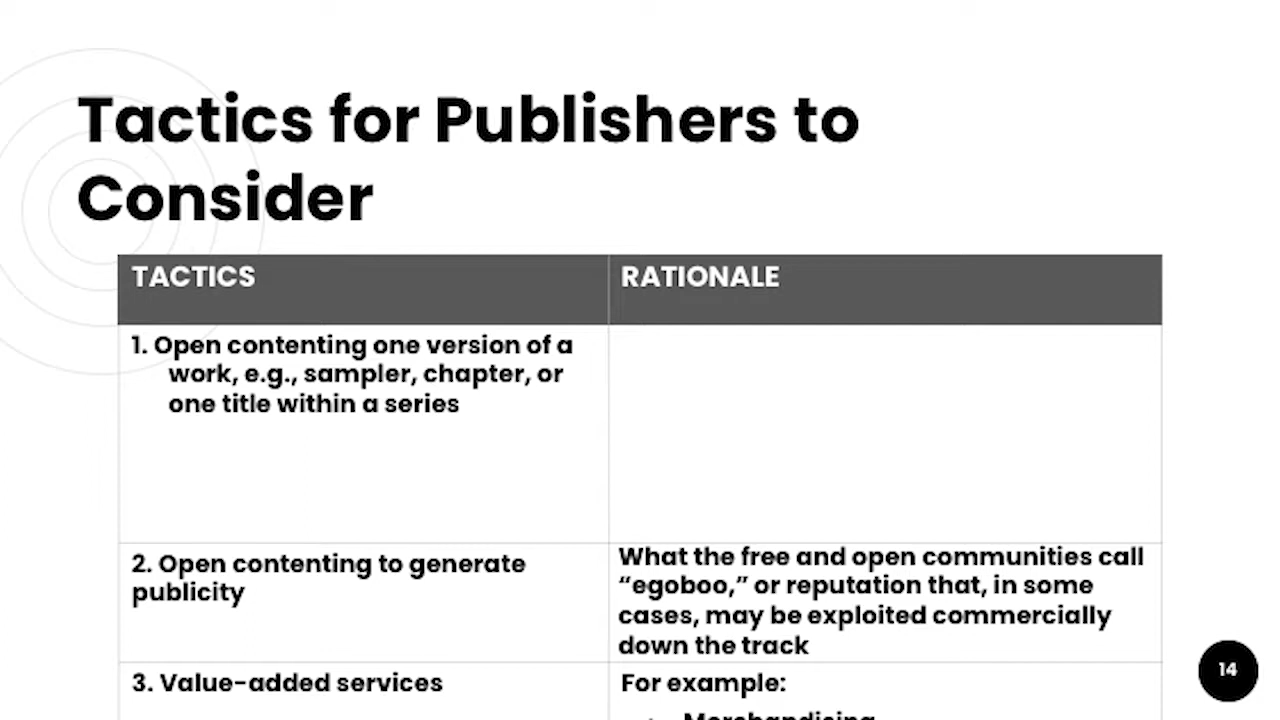 Tactics for Publishers to
Consider
TACTICS
RATIONALE
1. Open contenting one version of a
work, e.g., sampler, chapter, or
one title within a series
2. Open contenting to generate
publicity
What the free and open communities call
“egoboo,” or reputation that, in some
cases, may be exploited commercially
down the track
3. Value-added services
For example:
Merchandising
14